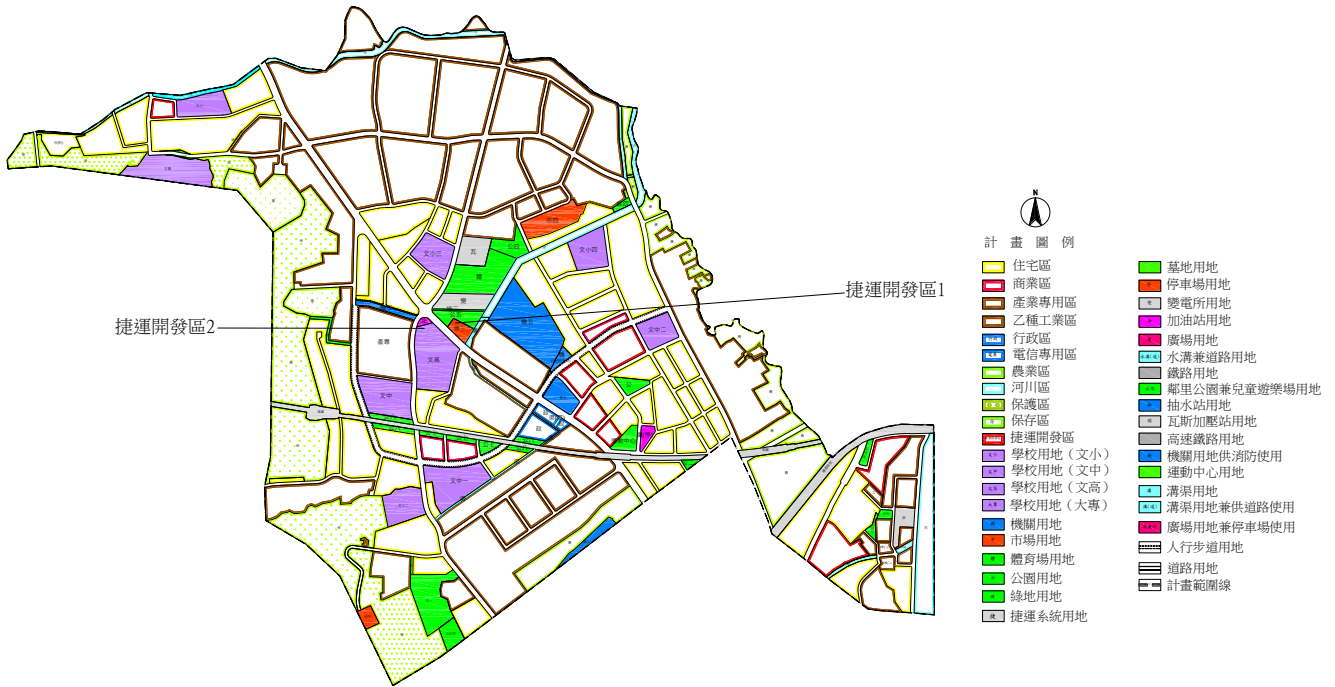 N
計畫圖例
住宅區
商業區
產業專用區
乙種工業區
行政區
電信專用區
農業區
河川區
保護區
保存區
捷運開發區
學校用地（文小）
學校用地（文中）
學校用地（文高）
學校用地（大專）
機關用地
市場用地
體育場用地
公園用地
綠地用地
捷運系統用地
墓地用地
停車場用地
變電所用地
加油站用地
廣場用地
水溝兼道路用地
鐵路用地
鄰里公園兼兒童遊樂場用地
抽水站用地
瓦斯加壓站用地
高速鐵路用地
機關用地供消防使用
運動中心用地
溝渠用地
溝渠用地兼供道路使用
廣場用地兼停車場使用
人行步道用地
道路用地
計畫範圍線
捷運開發區1
捷運開發區2
文小三
瓦
公四
市四
文小四
體
變
公五
機五
產專
文高
文中
文中二
政
文中一